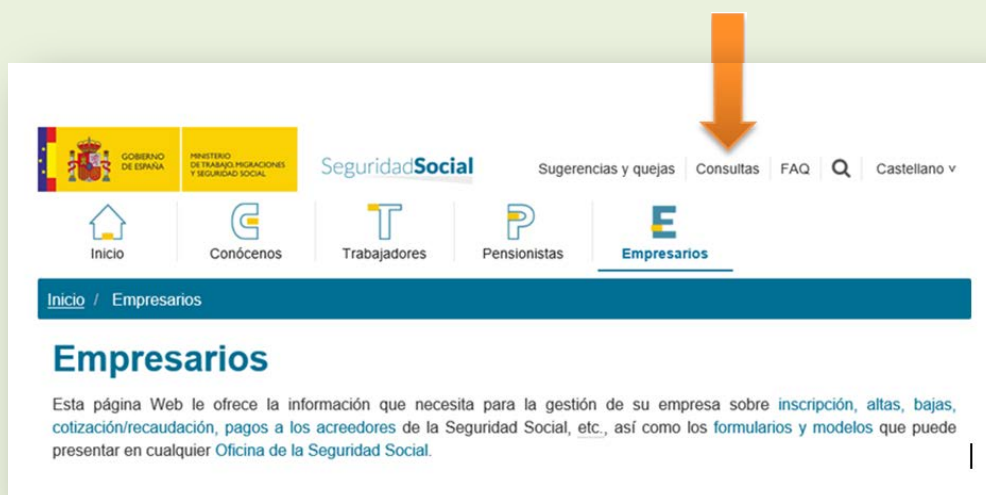 GOBIERNO
DE ESPAÑA
MINISTERIO
DE TRABAJO, MIGRACIONES
Y SEGURIDAD SOCIAL
SeguridadSocial
Sugerencias y quejas
Consultas
FAQ
Castellano v
Inicio
Conócenos
Trabajadores
Pensionistas
Empresarios
Inicio / Empresarios
Empresarios
Esta página Web le ofrece la información que necesita para la gestión de su empresa sobre inscripción, altas, bajas,
cotización/recaudación, pagos a los acreedores de la Seguridad Social, etc., así como los formularios y modelos que puede
presentar en cualquier Oficina de la Seguridad Social.